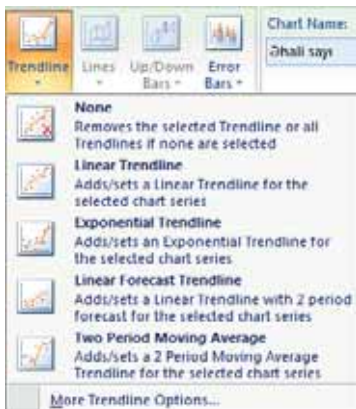 Trendline Lines Up/Down Bars Error Bars
Chart Name:
Əhali sayı
None
Removes the selected Trendline or all
Trendlines if none are selected
Linear Trendline
Adds/sets a Linear Trendline for the
selected chart series
Exponential Trendline
Adds/sets an Exponential Trendline for
the selected chart series
Linear Forecast Trendline
Adds/sets a Linear Trendline with 2 period
forecast for the selected chart series
Two Period Moving Average
Adds/sets a 2 Period Moving Average
Trendline for the selected chart series
More Trendline Options...